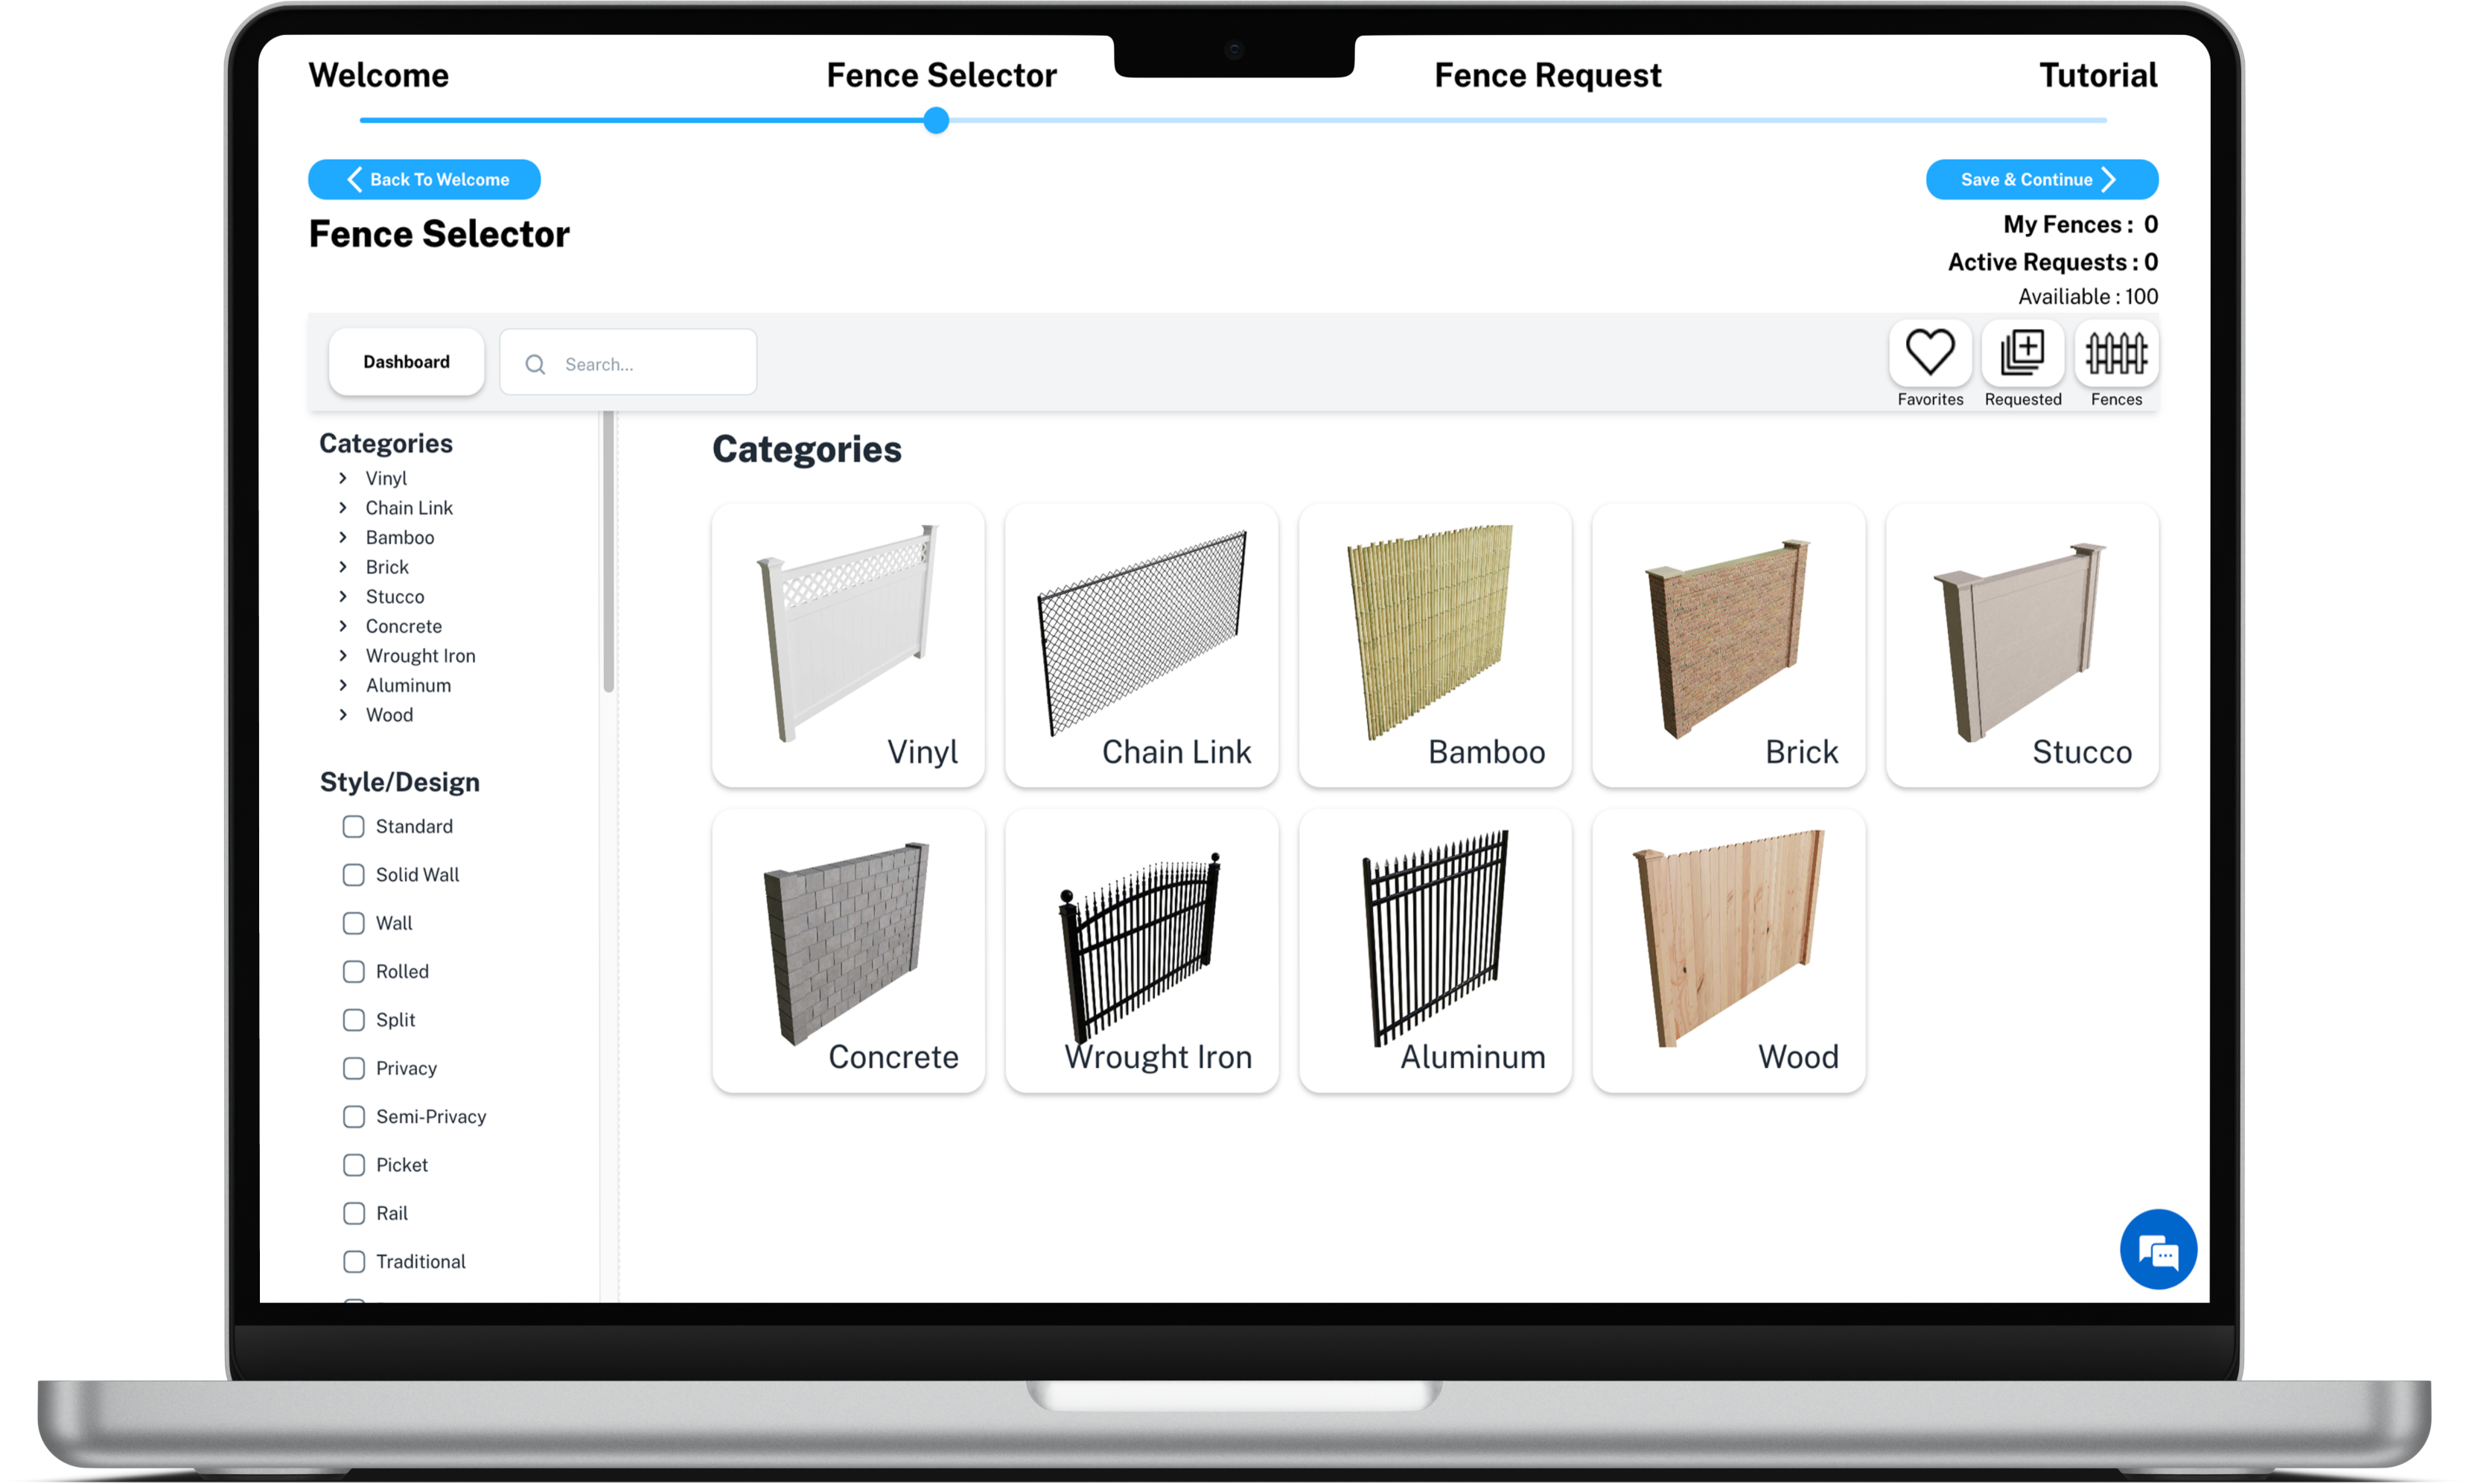 Welcome
Fence Selector
Fence Request
Tutorial
Back To Welcome
Save & Continue
Fence Selector
My Fences : 0
Active Requests : 0
Availiable : 100
Dashboard
Search...
Favorites
Requested
Fences
Categories
Vinyl
Chain Link
Bamboo
Brick
Stucco
Concrete
Wrought Iron
Aluminum
Wood
Style/Design
Standard
Solid Wall
Wall
Rolled
Split
Privacy
Semi-Privacy
Picket
Rail
Traditional
Categories
Vinyl
Chain Link
Bamboo
Brick
Stucco
Concrete
Wrought Iron
Aluminum
Wood